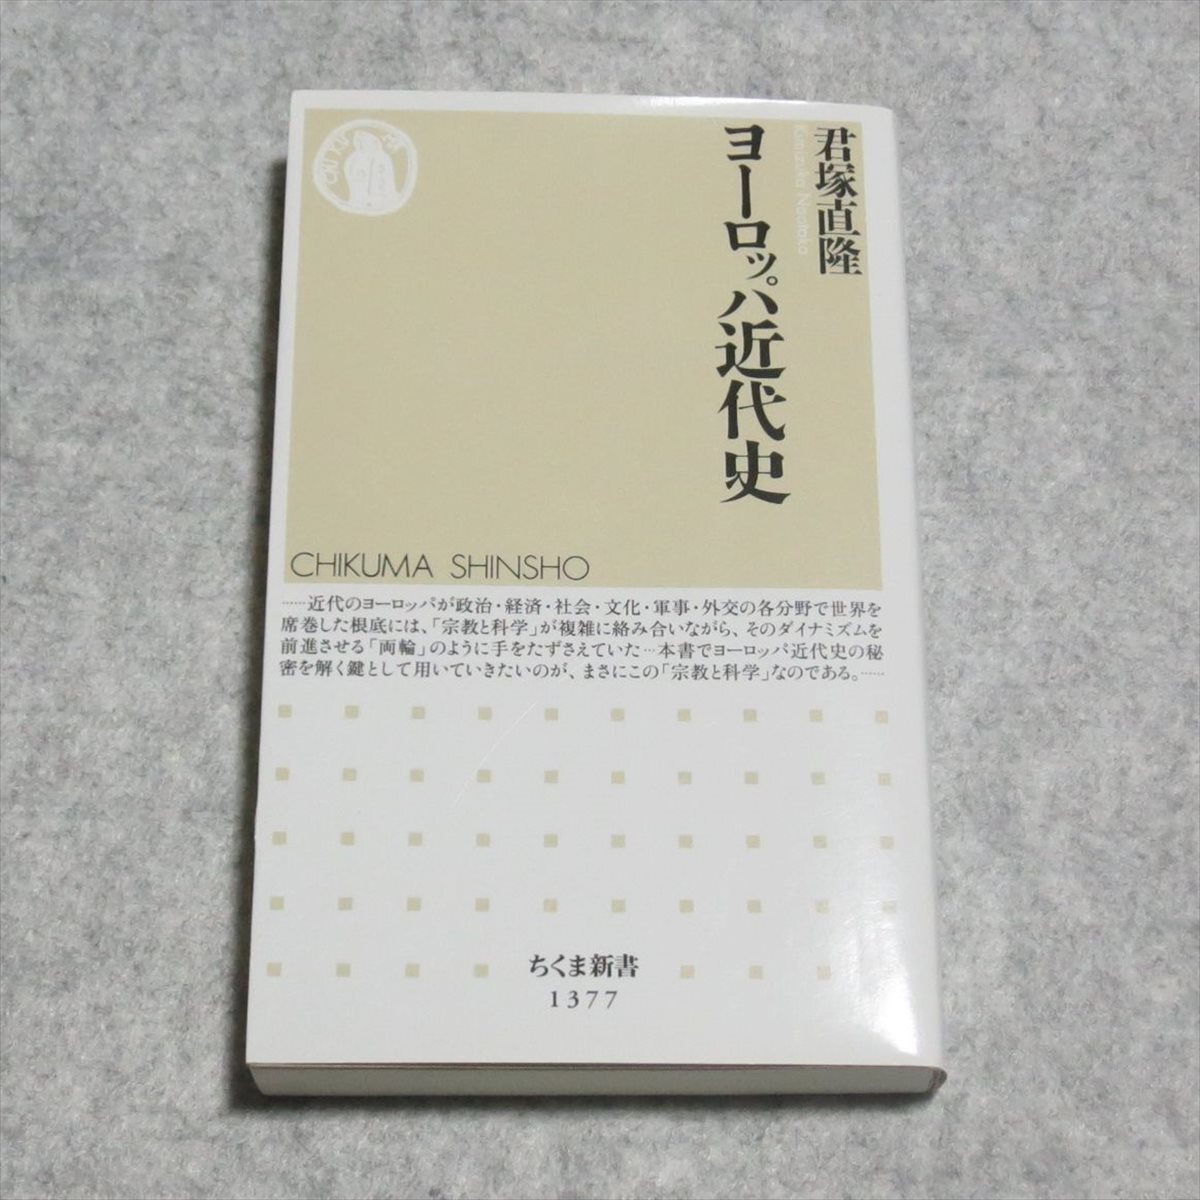 君塚直隆
Kimizuka Naotaka
ヨーロッパ近代史
CHIKUMA SHINSHO
……近代のヨーロッパが政治・経済・社会・文化・軍事・外交の各分野で世界を
席巻した根底には、「宗教と科学」が複雑に絡み合いながら、そのダイナミズムを
前進させる「両輪」のように手をたずさえていた…本書でヨーロッパ近代史の秘
密を解く鍵として用いていきたいのが、まさにこの「宗教と科学」なのである。……
ちくま新書
1377